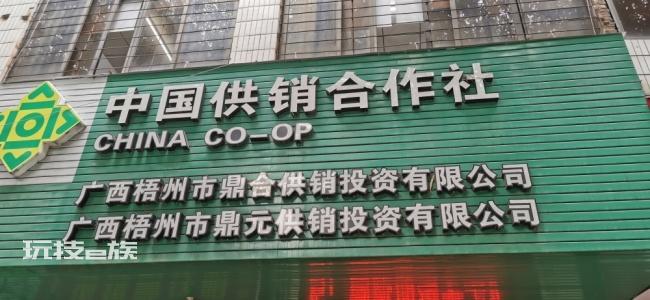 中国供销合作社
CHINA CO-OP
广西梧州市鼎合供销投资有限公司
广西梧州市鼎元供销投资有限公司
玩技e族